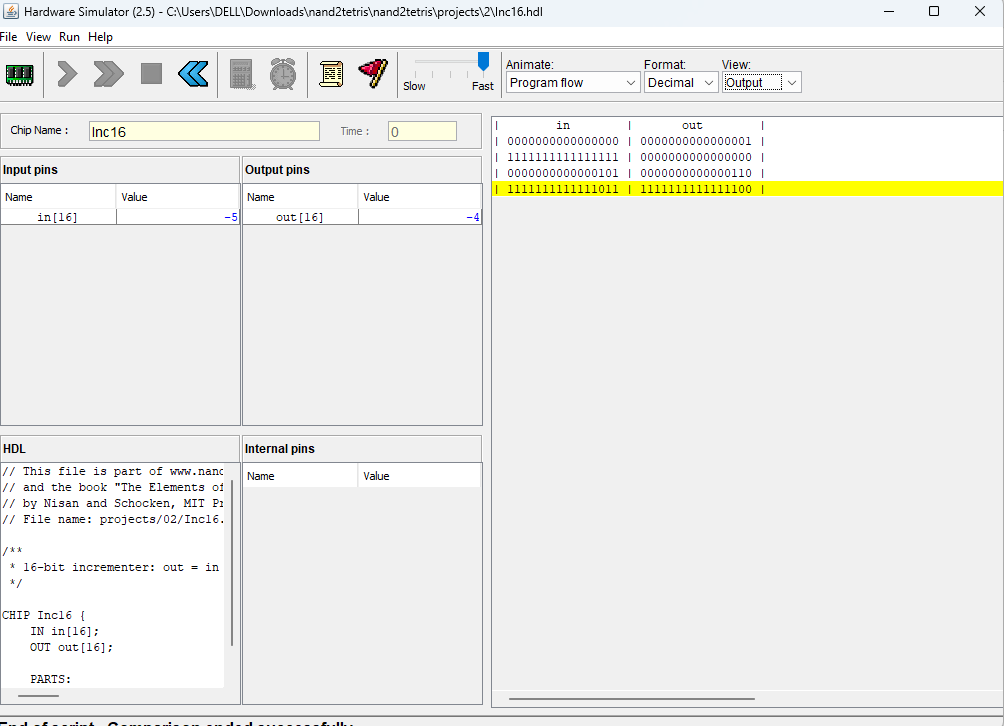 Hardware Simulator (2.5) - C:\Users\DELL\Downloads\nand2tetris\nand2tetris\projects\2\Inc16.hdl
File View Run Help
Slow Fast
Animate: Format: View:
Program flow Decimal Output
Chip Name : Inc16 Time : 0
Input pins
Name Value
in[16] -5
Output pins
Name Value
out[16] -4
HDL
// This file is part of www.nand
// and the book "The Elements of
// by Nisan and Schocken, MIT Pr
// File name: projects/02/Inc16.
/**
* 16-bit incrementer: out = in
*/
CHIP Inc16 {
IN in[16];
OUT out[16];
PARTS:
Internal pins
Name Value
| in | out |
| 0000000000000000 | 0000000000000001 |
| 1111111111111111 | 0000000000000000 |
| 0000000000000101 | 0000000000000110 |
| 1111111111111011 | 1111111111111100 |
End of script - Comparison ended successfully